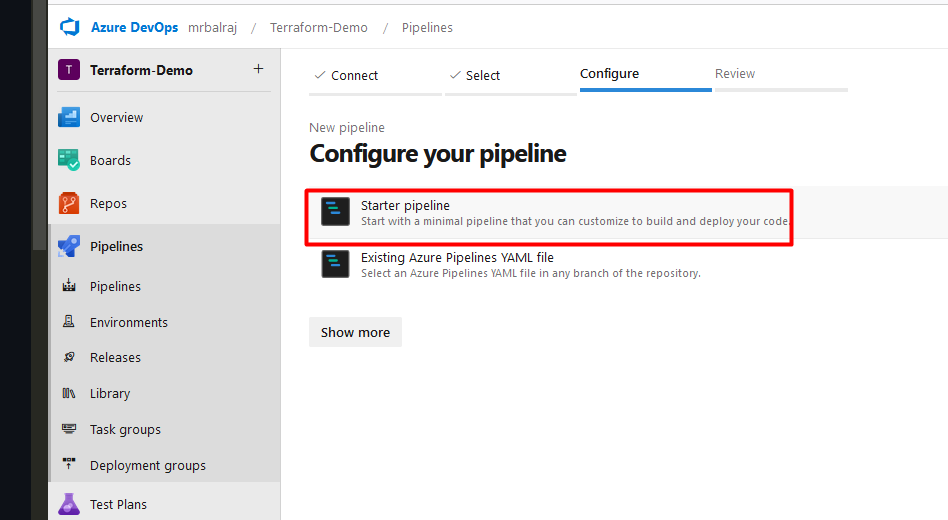 Azure DevOps mrbalraj / Terraform-Demo / Pipelines
T Terraform-Demo +
Overview
Boards
Repos
Pipelines
Pipelines
Environments
Releases
Library
Task groups
Deployment groups
Test Plans
Connect Select Configure Review
New pipeline
Configure your pipeline
Starter pipeline
Start with a minimal pipeline that you can customize to build and deploy your code.
Existing Azure Pipelines YAML file
Select an Azure Pipelines YAML file in any branch of the repository.
Show more